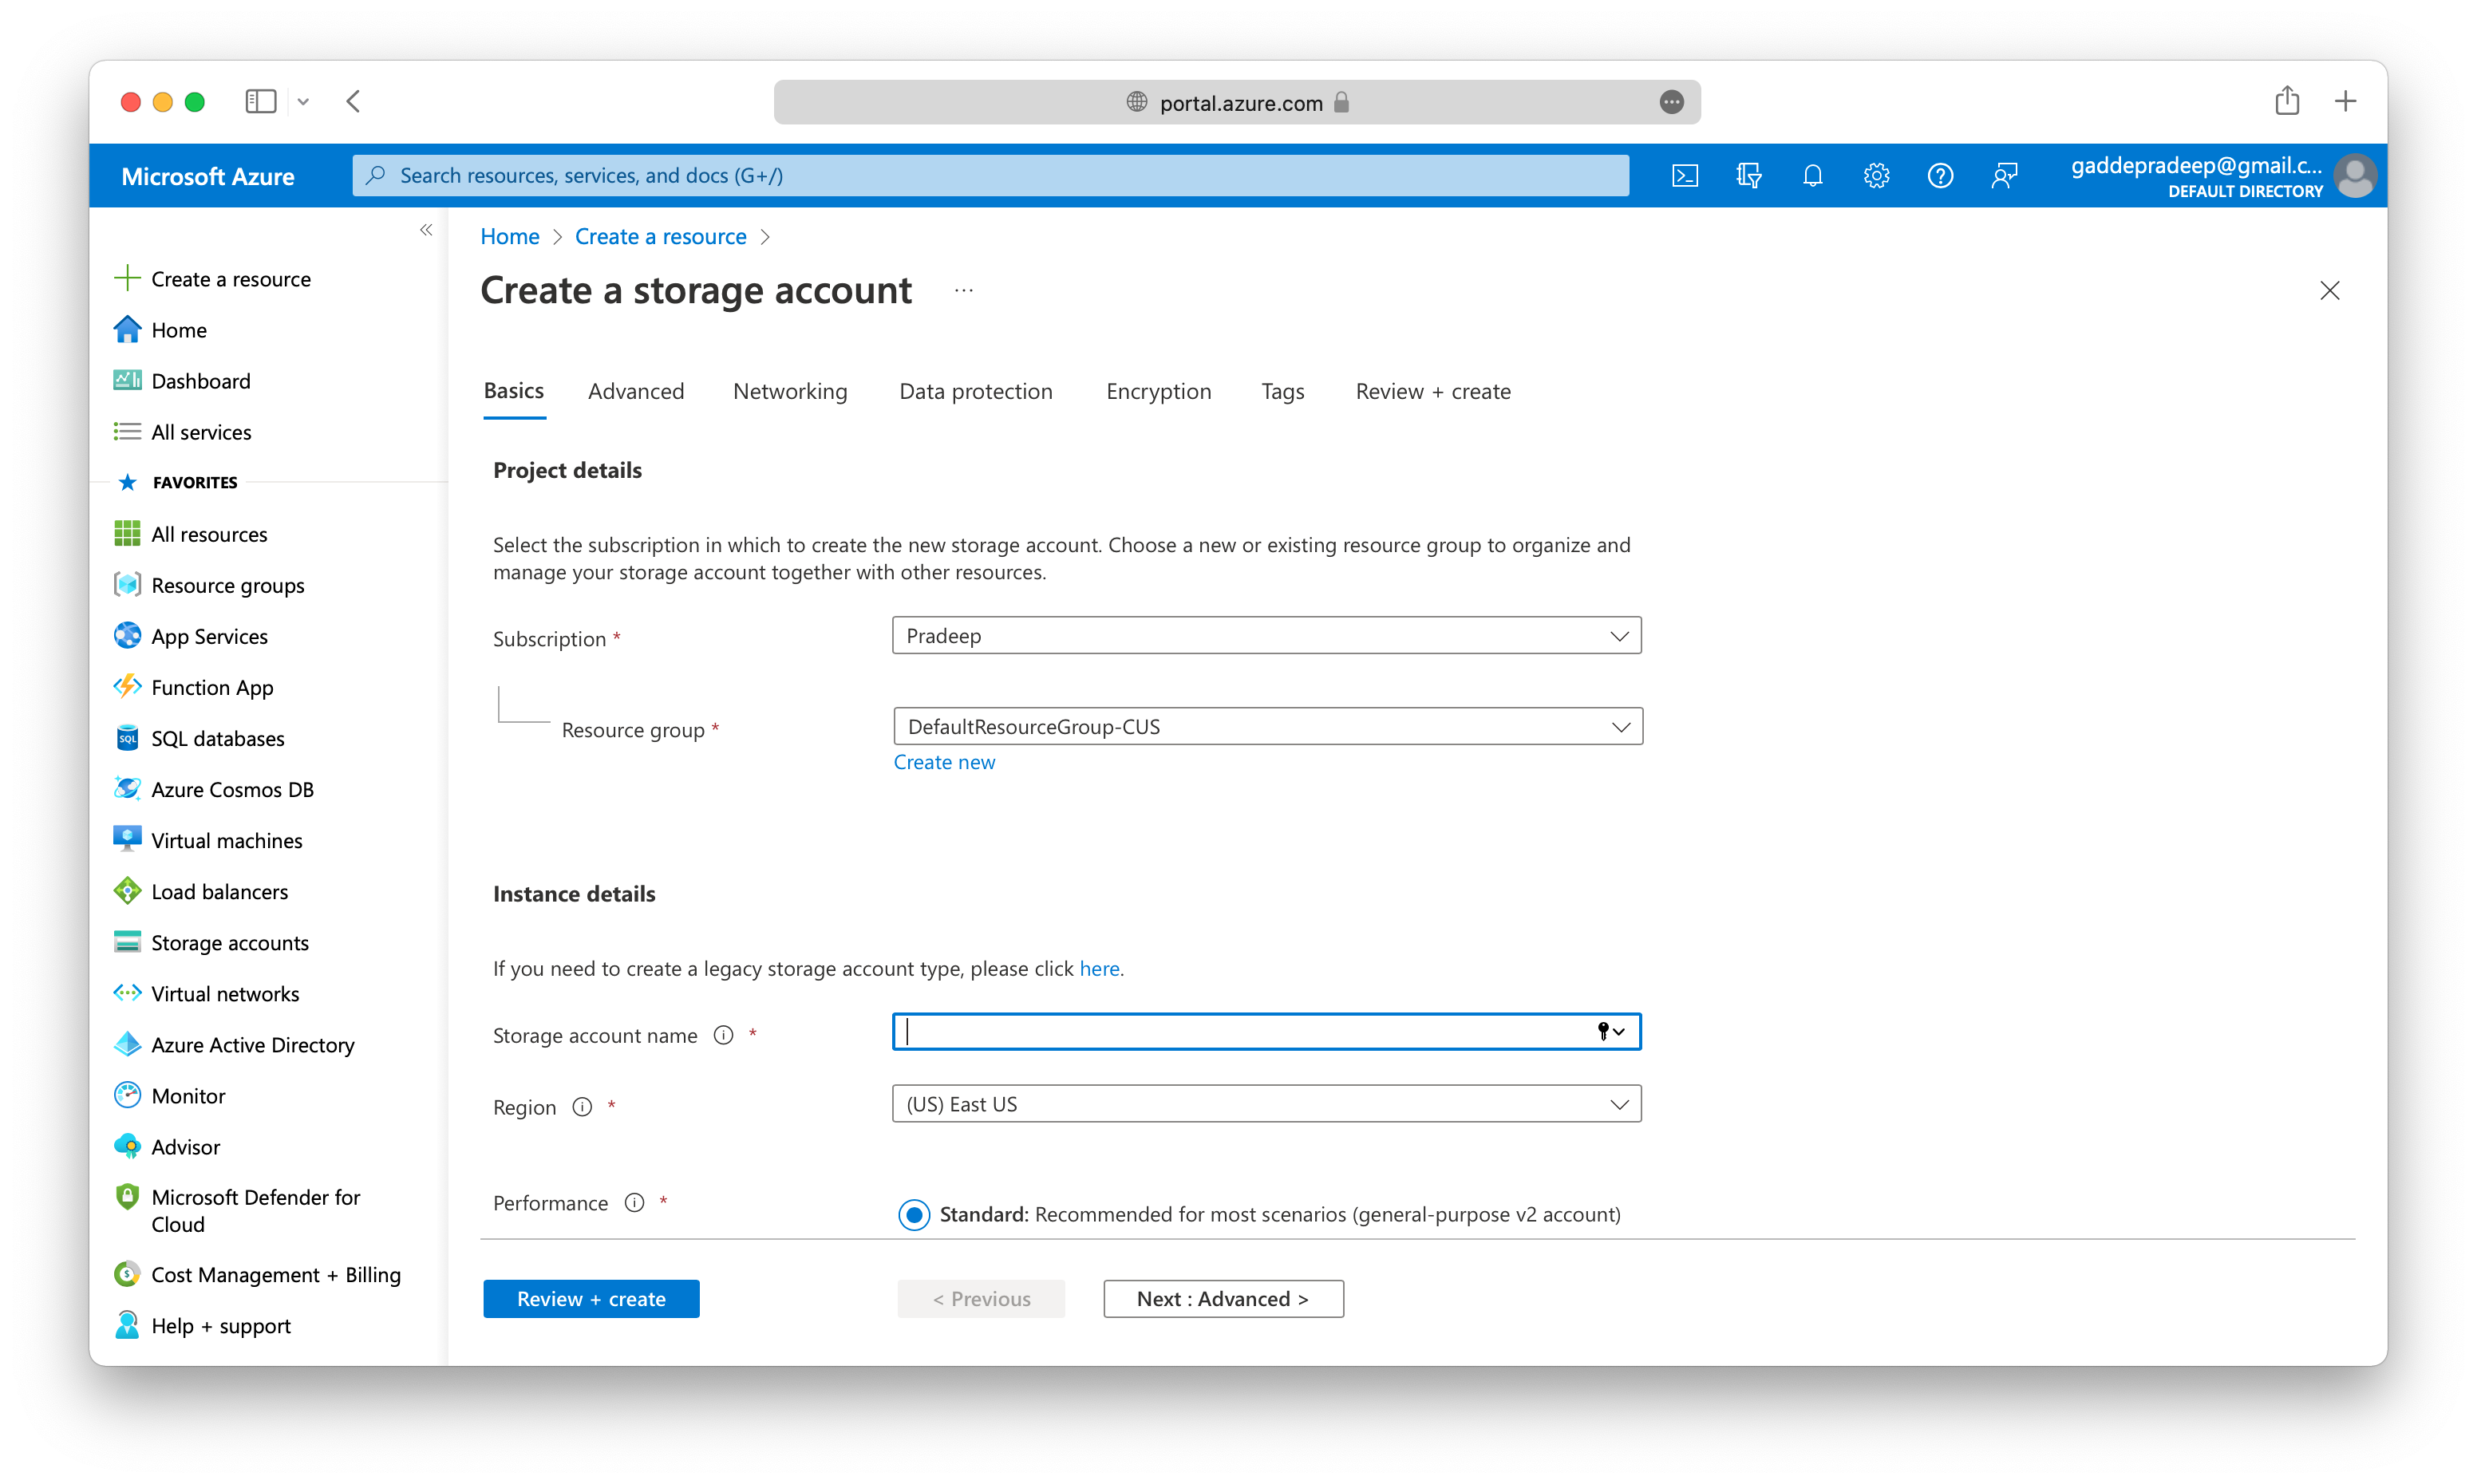 portal.azure.com
Microsoft Azure
Search resources, services, and docs (G+/)
gaddepradeep@gmail.c...
DEFAULT DIRECTORY
Create a resource
Home
Dashboard
All services
FAVORITES
All resources
Resource groups
App Services
Function App
SQL
SQL databases
Azure Cosmos DB
Virtual machines
Load balancers
Storage accounts
Virtual networks
Azure Active Directory
Monitor
Advisor
Microsoft Defender for
Cloud
Cost Management + Billing
Help + support
Home > Create a resource >
Create a storage account ...
Basics Advanced Networking Data protection Encryption Tags Review + create
Project details
Select the subscription in which to create the new storage account. Choose a new or existing resource group to organize and
manage your storage account together with other resources.
Subscription * Pradeep
Resource group * DefaultResourceGroup-CUS
Create new
Instance details
If you need to create a legacy storage account type, please click here.
Storage account name *
Region * (US) East US
Performance * Standard: Recommended for most scenarios (general-purpose v2 account)
Review + create < Previous Next : Advanced >